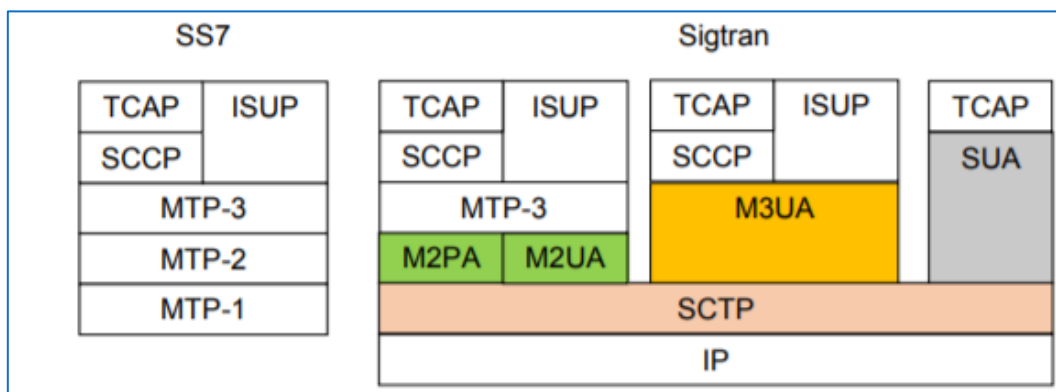 SS7 Sigtran
TCAP ISUP TCAP ISUP TCAP ISUP TCAP
SCCP SCCP SCCP SUA
MTP-3 MTP-3 M3UA
MTP-2 M2PA M2UA
MTP-1 SCTP
IP